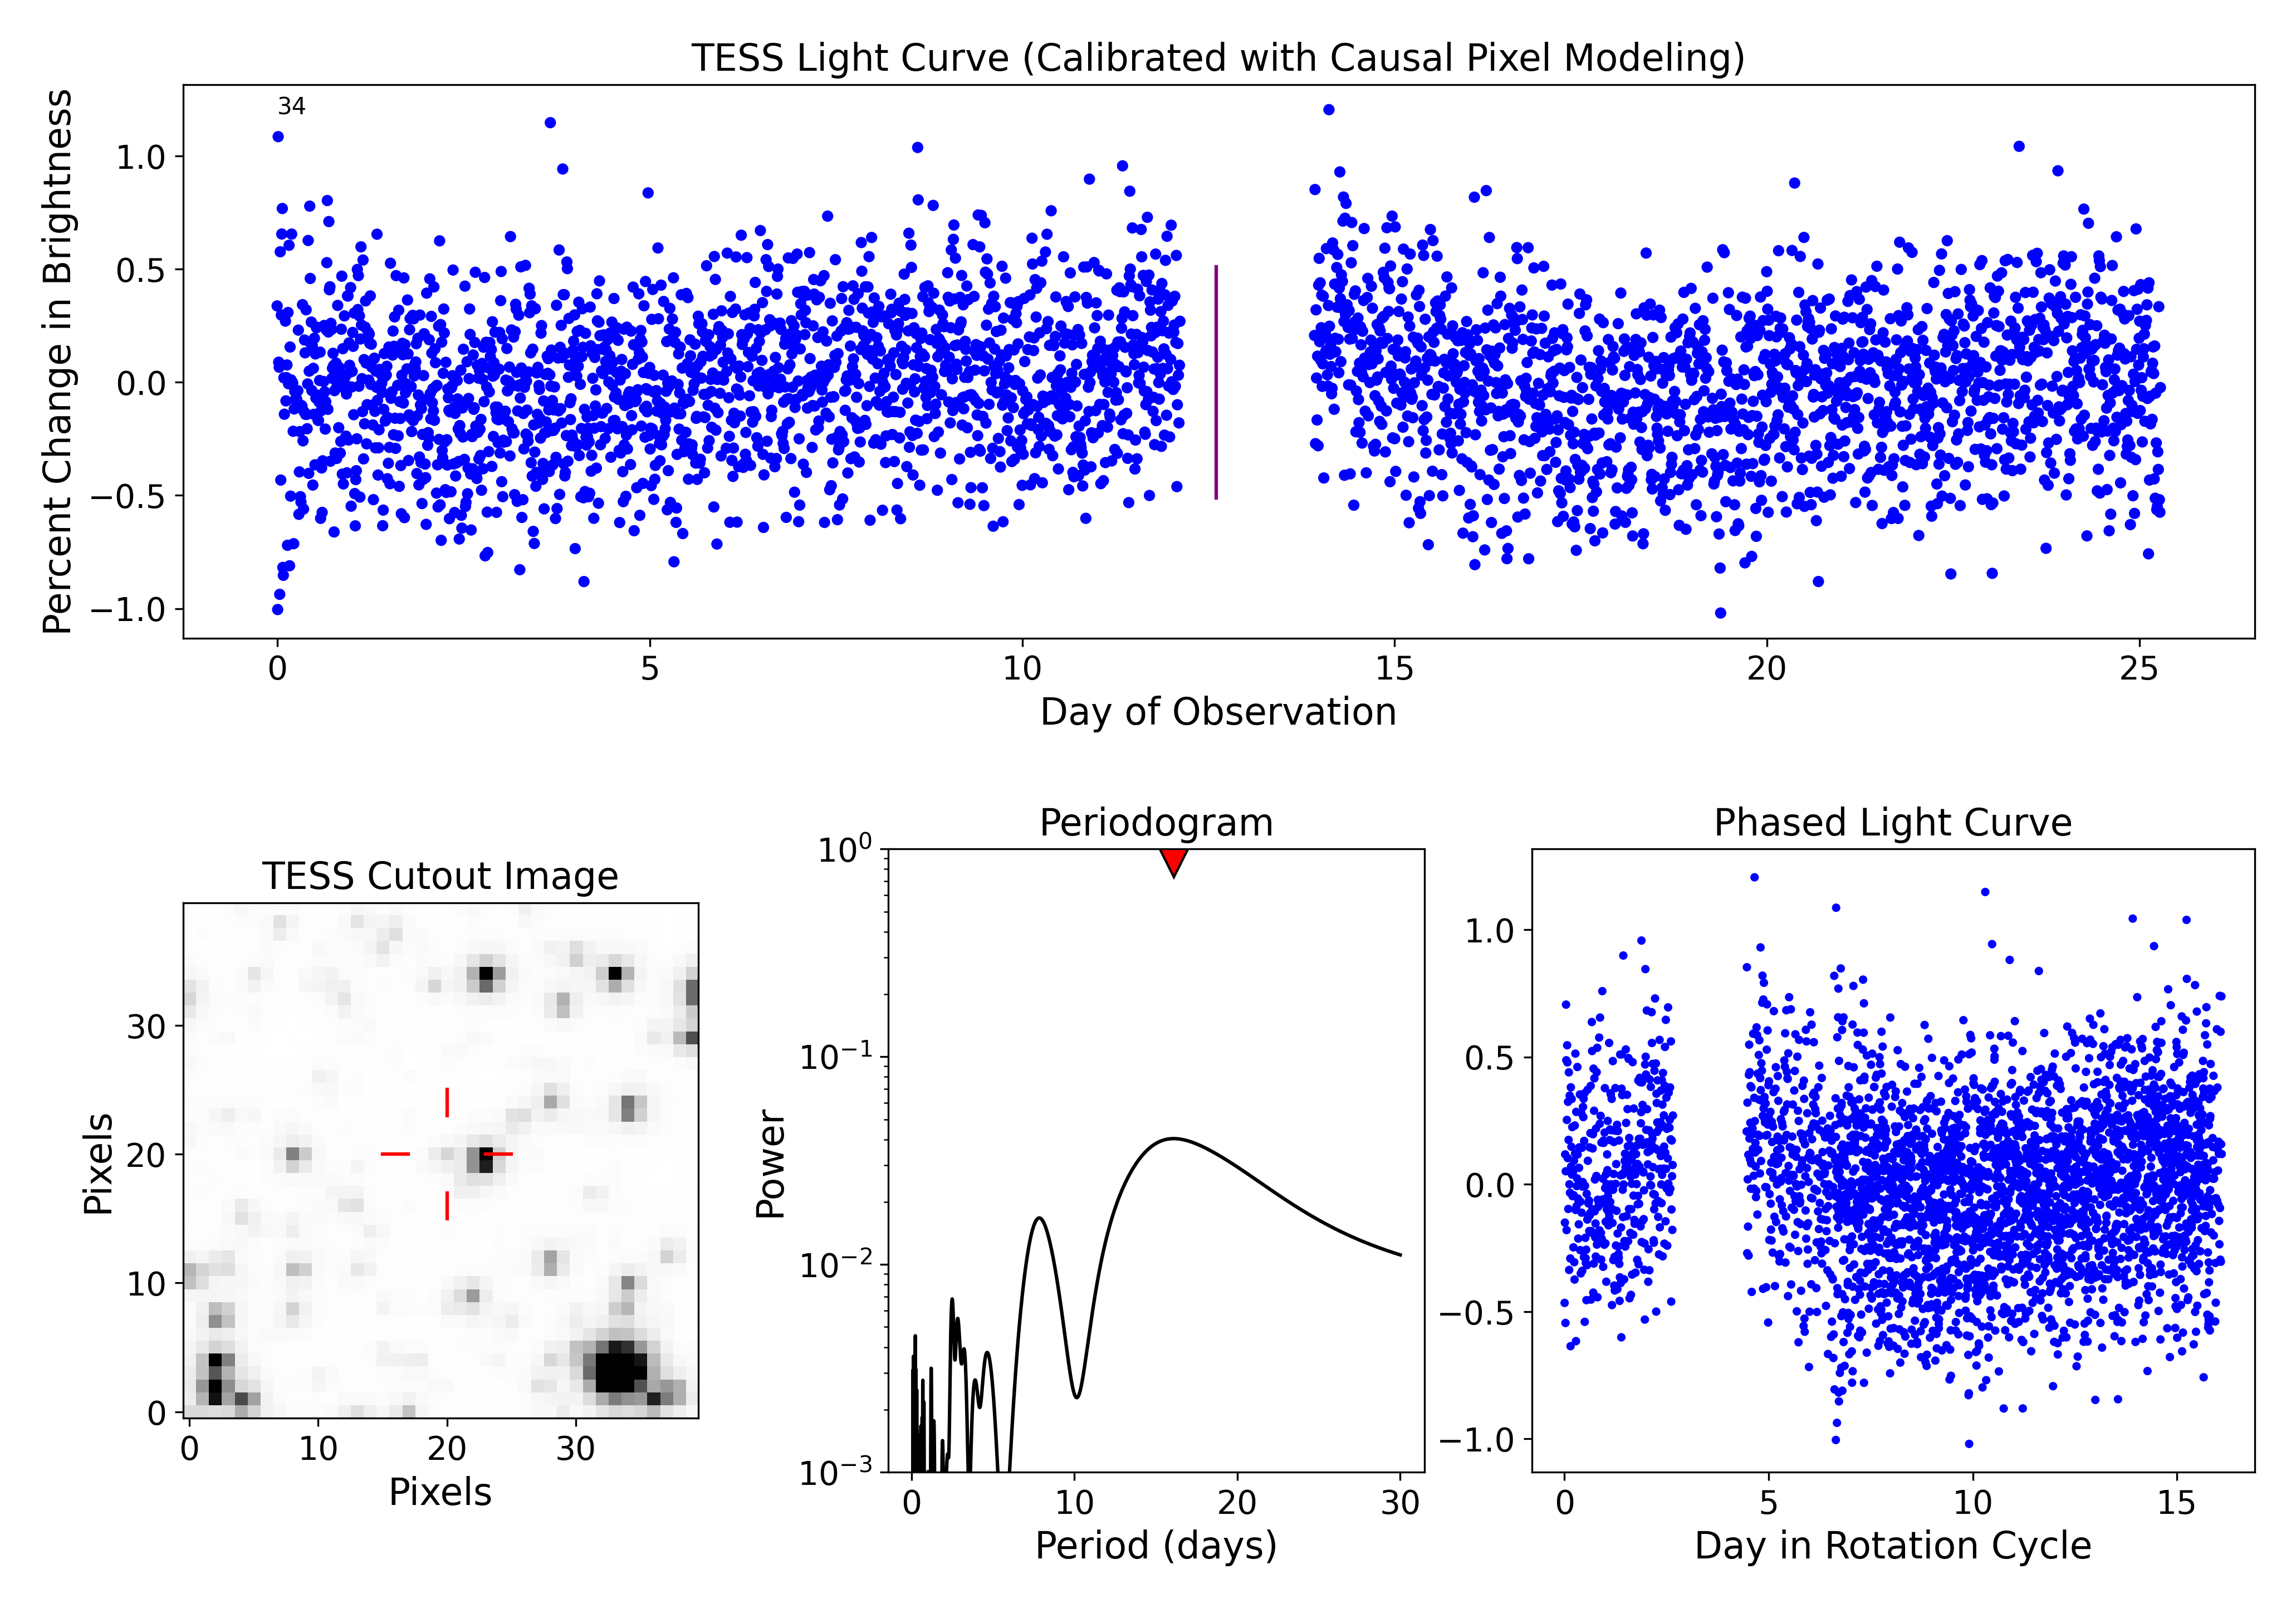 TESS Light Curve (Calibrated with Causal Pixel Modeling)
Percent Change in Brightness
34
1.0
0.5
0.0
−0.5
−1.0
0 5 10 15 20 25
Day of Observation
TESS Cutout Image
Pixels
30
20
10
0
0 10 20 30
Pixels
Periodogram
Power
10^0
10^−1
10^−2
10^−3
0 10 20 30
Period (days)
Phased Light Curve
1.0
0.5
0.0
−0.5
−1.0
0 5 10 15
Day in Rotation Cycle